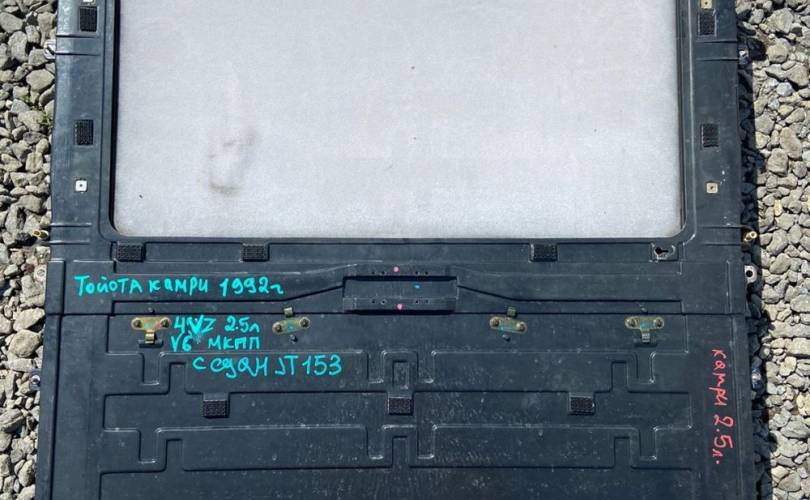 Тойота камри 1992г
4VZ 2.5л
V6 МКПП
седан JT153
камри 2.5л.